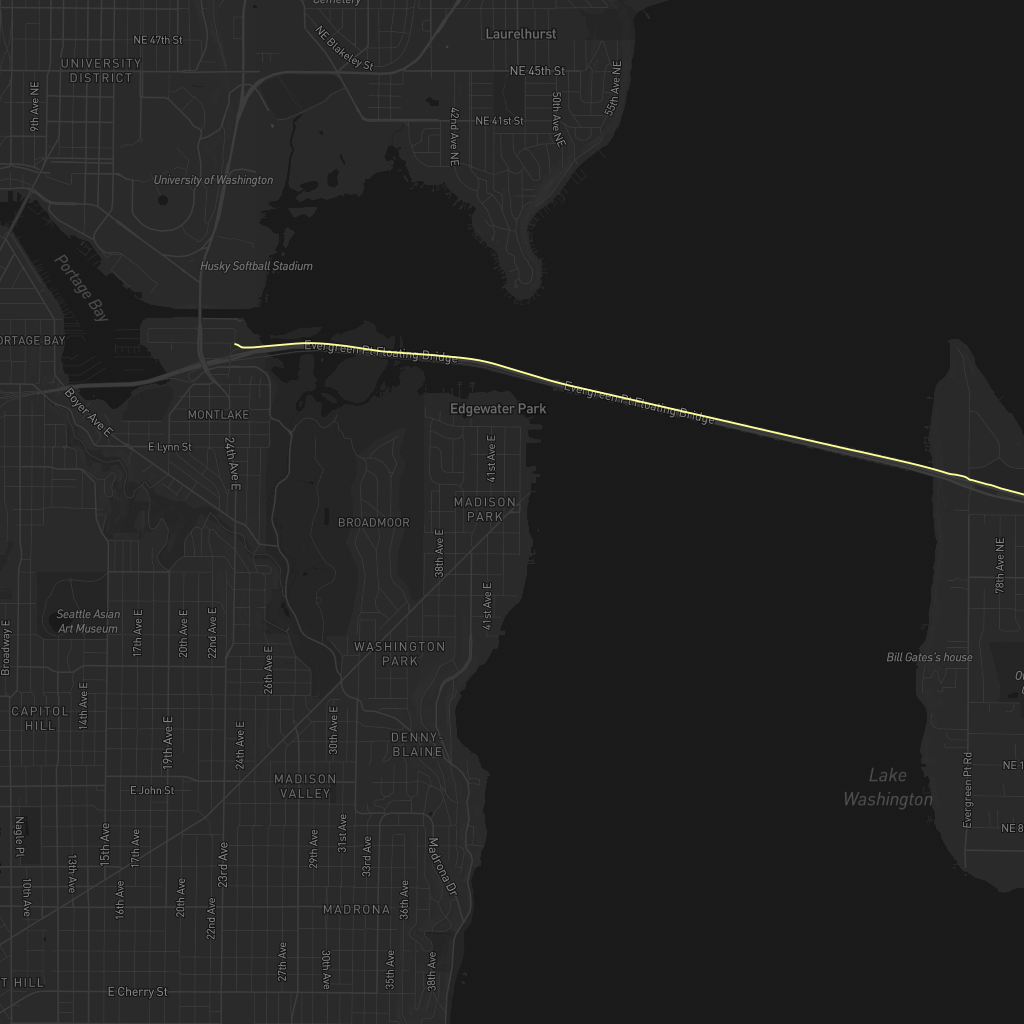 Cemetery
NE Blakeley St
Laurelhurst
NE 47th St
UNIVERSITY
DISTRICT
NE 45th St
9th Ave NE
55th Ave NE
50th Ave NE
42nd Ave NE
NE 41st St
University of Washington
Portage Bay
Husky Softball Stadium
ORTAGE BAY
Evergreen Pt Floating Bridge
Evergreen Pt Floating Bridge
Boyer Ave E
MONTLAKE
Edgewater Park
E Lynn St
24th Ave E
41st Ave E
MADISON
PARK
BROADMOOR
38th Ave E
78th Ave NE
41st Ave E
Seattle Asian
Art Museum
17th Ave E
20th Ave E
22nd Ave E
Broadway E
26th Ave E
WASHINGTON
PARK
Bill Gates's house
14th Ave E
CAPITOL
HILL
19th Ave E
24th Ave E
30th Ave E
DENNY-
BLAINE
MADISON
VALLEY
E John St
Lake
Washington
Evergreen Pt Rd
NE 1
NE 8
Nagle Pl
15th Ave
17th Ave
29th Ave
31st Ave
33rd Ave
Madrona Dr
13th Ave
10th Ave
16th Ave
20th Ave
23rd Ave
22nd Ave
36th Ave
MADRONA
27th Ave
30th Ave
35th Ave
38th Ave
T HILL
E Cherry St